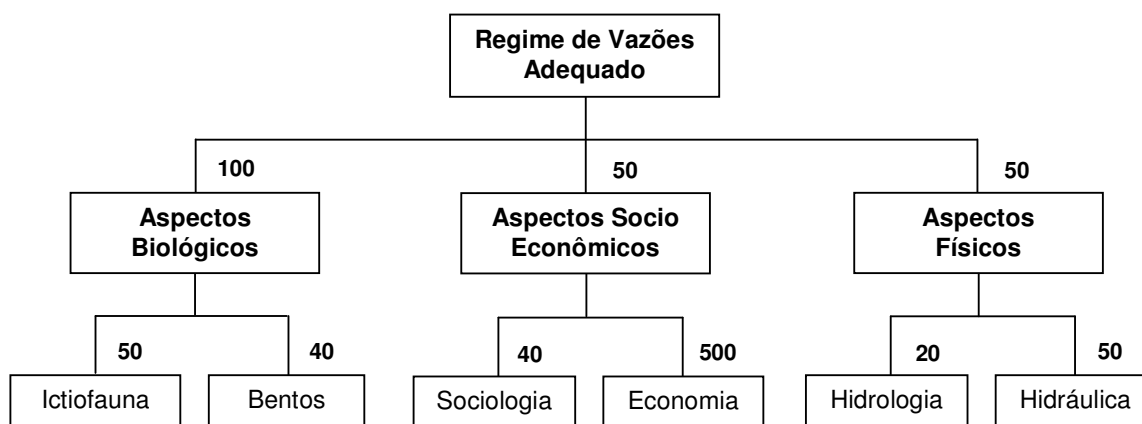 Regime de Vazões
Adequado
100
50
50
Aspectos
Biológicos
Aspectos Socio
Econômicos
Aspectos
Físicos
50
40
40
500
20
50
Ictiofauna
Bentos
Sociologia
Economia
Hidrologia
Hidráulica